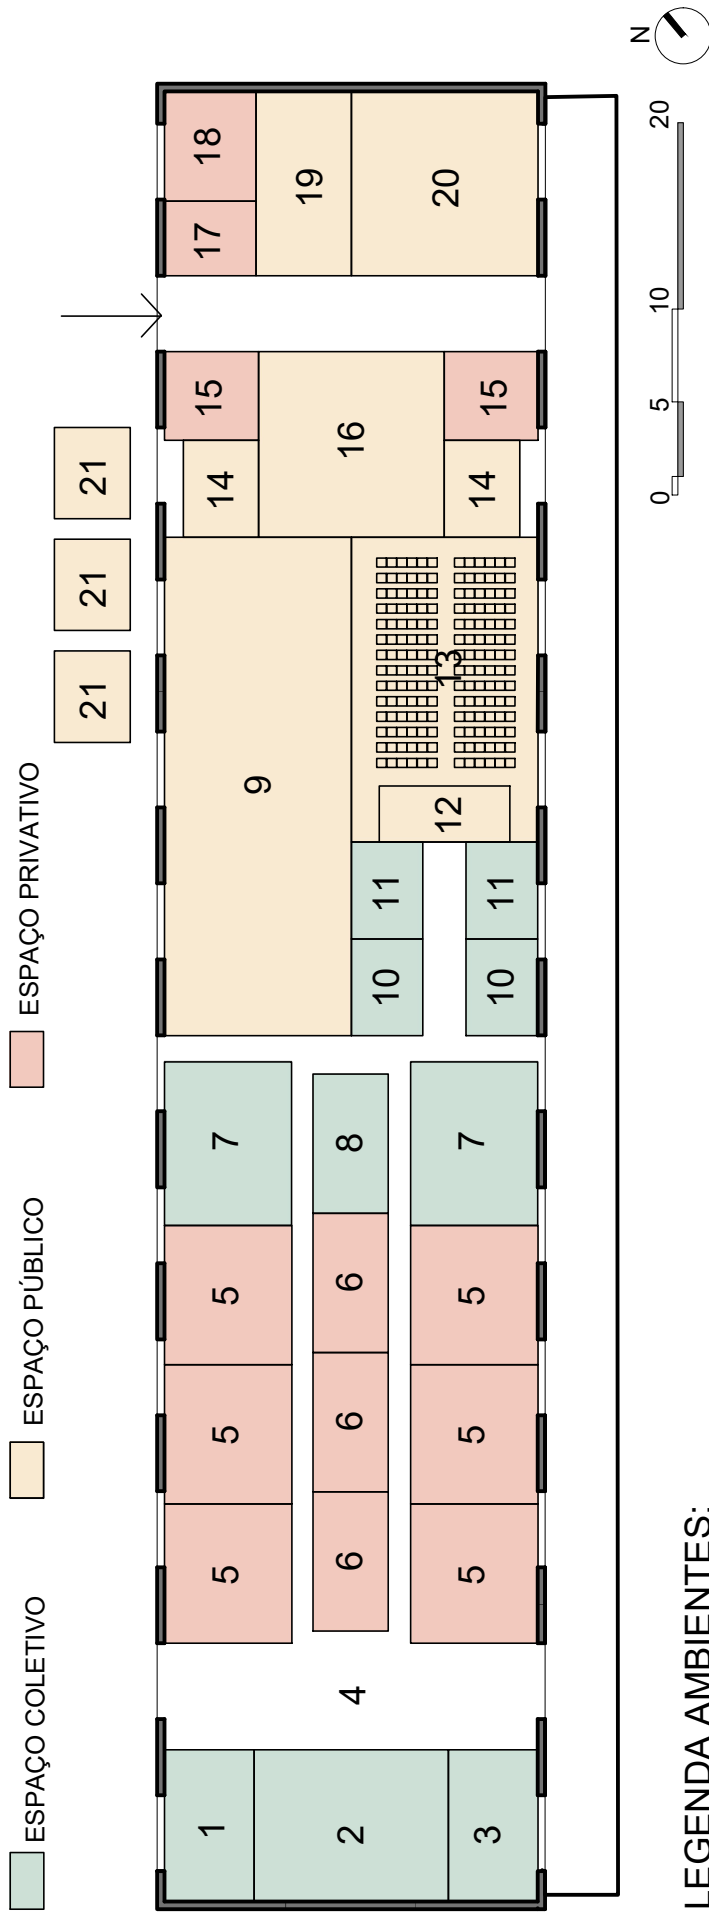 ESPAÇO COLETIVO ESPAÇO PÚBLICO ESPAÇO PRIVATIVO
21 21 21
1 5 5 5 7 14 15 17 18
9
19
2 4 6 6 6 8 16
10 11
12 13 20
3 5 5 5 7 10 11 14 15
N
0 5 10 20
LEGENDA AMBIENTES: